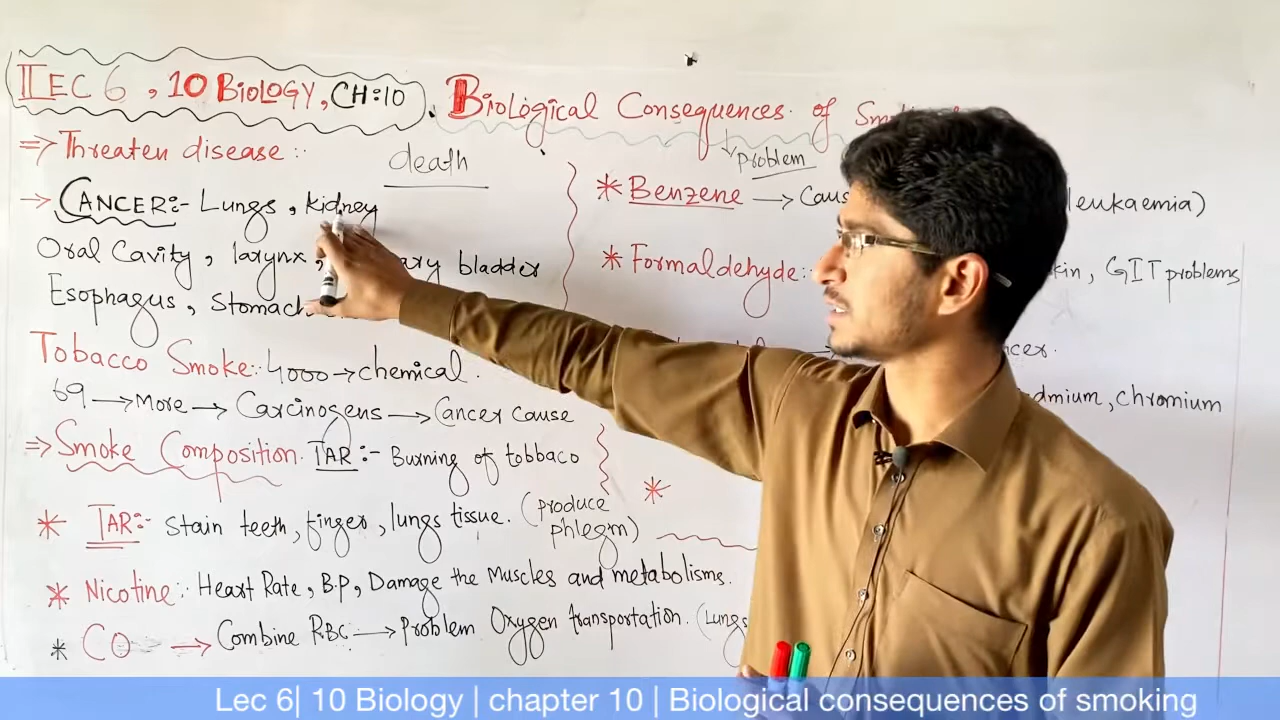 LEC 6, 10 BIOLOGY, CH:10. Biological Consequences of
⇒ Threaten disease :- death
→ CANCER:- Lungs, kidney
Oral Cavity, larynx, bladder
Esophagus, Stomach
Tobacco Smoke:. 4000 → chemical.
69 → More → Carcinogens → Cancer cause
⇒ Smoke Composition. TAR:- Burning of tobbaco
* TAR:- Stain teeth, finger, lungs tissue. (produce phlegm)
* Nicotine:. Heart Rate, B.P, Damage the Muscles and metabolisms.
* CO → Combine RBC → Problem Oxygen transportation. (Lungs
↓ problem
* Benzene → Caus leukaemia)
* Formaldehyde: GIT problems
chromium
*
Lec 6| 10 Biology | chapter 10 | Biological consequences of smoking